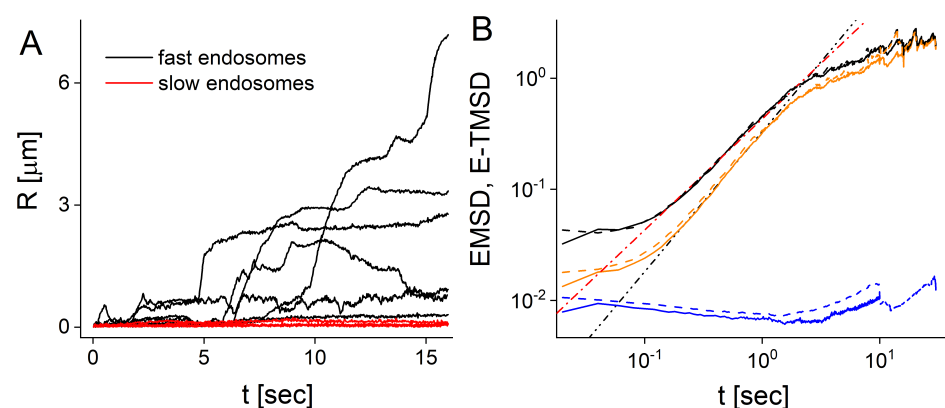 A
fast endosomes
slow endosomes
R [μm]
6
3
0
0
5
10
15
t [sec]
B
EMSD, E-TMSD
10^0
10^-1
10^-2
10^-1
10^0
10^1
t [sec]